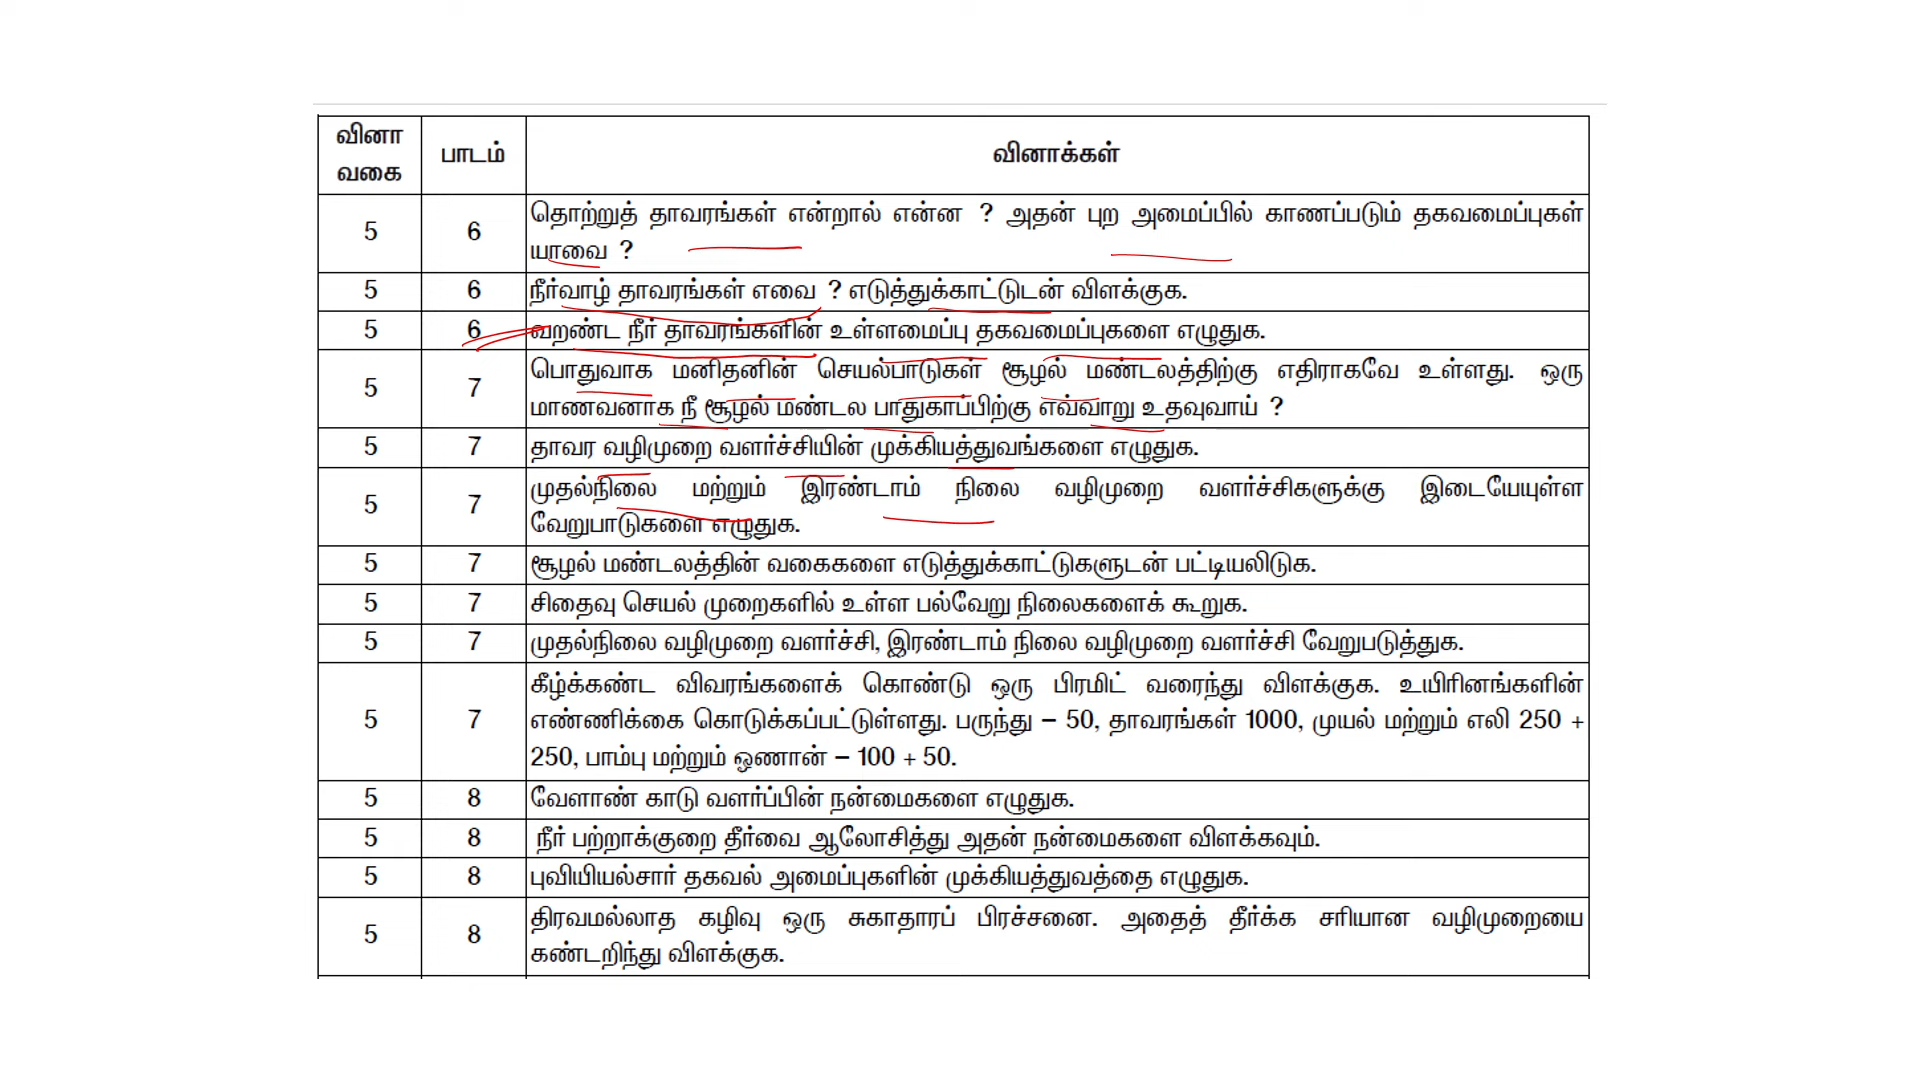 வினா வகை பாடம் வினாக்கள்
5 6 தொற்றுத் தாவரங்கள் என்றால் என்ன ? அதன் புற அமைப்பில் காணப்படும் தகவமைப்புகள்
யாவை ?
5 6 நீர்வாழ் தாவரங்கள் எவை ? எடுத்துக்காட்டுடன் விளக்குக.
5 6 வறண்ட நீர் தாவரங்களின் உள்ளமைப்பு தகவமைப்புகளை எழுதுக.
5 7 பொதுவாக மனிதனின் செயல்பாடுகள் சூழல் மண்டலத்திற்கு எதிராகவே உள்ளது. ஒரு
மாணவனாக நீ சூழல் மண்டல பாதுகாப்பிற்கு எவ்வாறு உதவுவாய் ?
5 7 தாவர வழிமுறை வளர்ச்சியின் முக்கியத்துவங்களை எழுதுக.
5 7 முதல்நிலை மற்றும் இரண்டாம் நிலை வழிமுறை வளர்ச்சிகளுக்கு இடையேயுள்ள
வேறுபாடுகளை எழுதுக.
5 7 சூழல் மண்டலத்தின் வகைகளை எடுத்துக்காட்டுகளுடன் பட்டியலிடுக.
5 7 சிதைவு செயல் முறைகளில் உள்ள பல்வேறு நிலைகளைக் கூறுக.
5 7 முதல்நிலை வழிமுறை வளர்ச்சி, இரண்டாம் நிலை வழிமுறை வளர்ச்சி வேறுபடுத்துக.
5 7 கீழ்க்கண்ட விவரங்களைக் கொண்டு ஒரு பிரமிட் வரைந்து விளக்குக. உயிரினங்களின்
எண்ணிக்கை கொடுக்கப்பட்டுள்ளது. பருந்து – 50, தாவரங்கள் 1000, முயல் மற்றும் எலி 250 +
250, பாம்பு மற்றும் ஓணான் – 100 + 50.
5 8 வேளாண் காடு வளர்ப்பின் நன்மைகளை எழுதுக.
5 8 நீர் பற்றாக்குறை தீர்வை ஆலோசித்து அதன் நன்மைகளை விளக்கவும்.
5 8 புவியியல்சார் தகவல் அமைப்புகளின் முக்கியத்துவத்தை எழுதுக.
5 8 திரவமல்லாத கழிவு ஒரு சுகாதாரப் பிரச்சனை. அதைத் தீர்க்க சரியான வழிமுறையை
கண்டறிந்து விளக்குக.